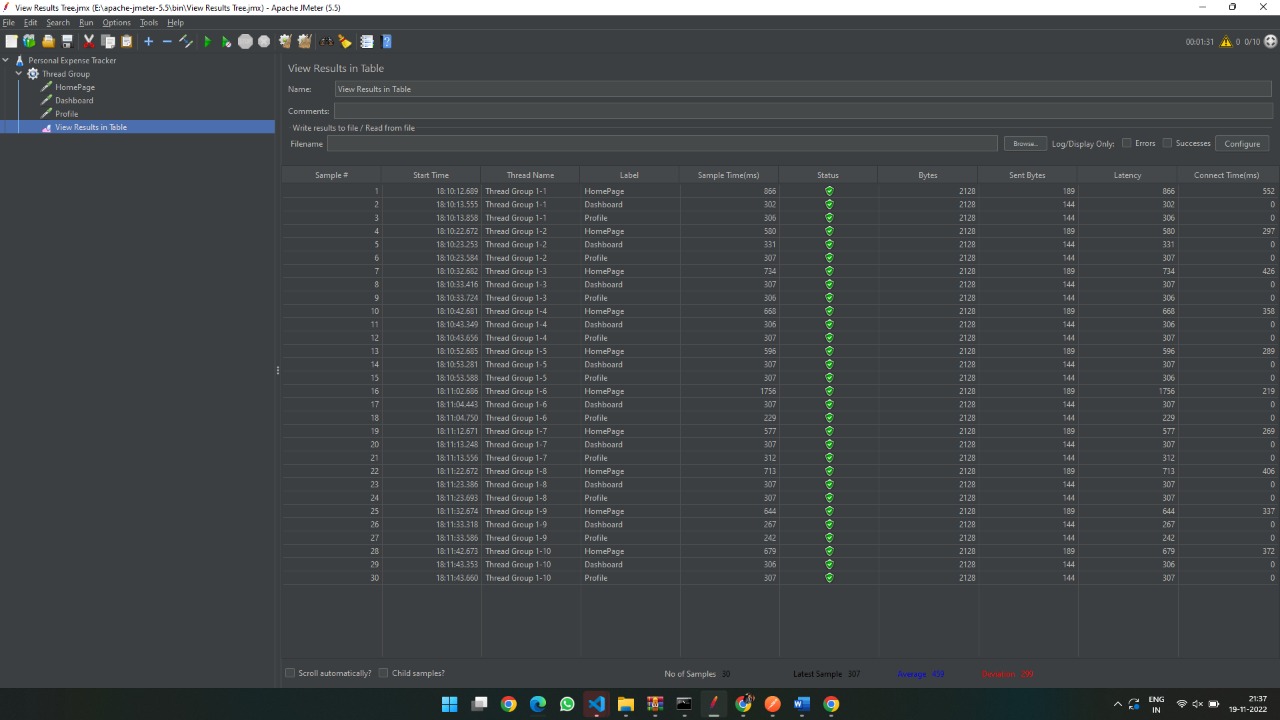 View Results Tree.jmx (E:\apache-jmeter-5.5\bin\View Results Tree.jmx) - Apache JMeter (5.5)
File Edit Search Run Options Tools Help
00:01:31 0 0/10
Personal Expense Tracker
Thread Group
HomePage
Dashboard
Profile
View Results in Table
View Results in Table
Name: View Results in Table
Comments:
Write results to file / Read from file
Filename Browse... Log/Display Only: Errors Successes Configure
Sample # Start Time Thread Name Label Sample Time(ms) Status Bytes Sent Bytes Latency Connect Time(ms)
1 18:10:12.689 Thread Group 1-1 HomePage 866 2128 189 866 552
2 18:10:13.555 Thread Group 1-1 Dashboard 302 2128 144 302 0
3 18:10:13.858 Thread Group 1-1 Profile 306 2128 144 306 0
4 18:10:22.672 Thread Group 1-2 HomePage 580 2128 189 580 297
5 18:10:23.253 Thread Group 1-2 Dashboard 331 2128 144 331 0
6 18:10:23.584 Thread Group 1-2 Profile 307 2128 144 307 0
7 18:10:32.682 Thread Group 1-3 HomePage 734 2128 189 734 426
8 18:10:33.416 Thread Group 1-3 Dashboard 307 2128 144 307 0
9 18:10:33.724 Thread Group 1-3 Profile 306 2128 144 306 0
10 18:10:42.681 Thread Group 1-4 HomePage 668 2128 189 668 358
11 18:10:43.349 Thread Group 1-4 Dashboard 306 2128 144 306 0
12 18:10:43.656 Thread Group 1-4 Profile 307 2128 144 307 0
13 18:10:52.685 Thread Group 1-5 HomePage 596 2128 189 596 289
14 18:10:53.281 Thread Group 1-5 Dashboard 307 2128 144 307 0
15 18:10:53.588 Thread Group 1-5 Profile 307 2128 144 306 0
16 18:11:02.686 Thread Group 1-6 HomePage 1756 2128 189 1756 219
17 18:11:04.443 Thread Group 1-6 Dashboard 307 2128 144 307 0
18 18:11:04.750 Thread Group 1-6 Profile 229 2128 144 229 0
19 18:11:12.671 Thread Group 1-7 HomePage 577 2128 189 577 269
20 18:11:13.248 Thread Group 1-7 Dashboard 307 2128 144 307 0
21 18:11:13.556 Thread Group 1-7 Profile 312 2128 144 312 0
22 18:11:22.672 Thread Group 1-8 HomePage 713 2128 189 713 406
23 18:11:23.386 Thread Group 1-8 Dashboard 307 2128 144 307 0
24 18:11:23.693 Thread Group 1-8 Profile 307 2128 144 307 0
25 18:11:32.674 Thread Group 1-9 HomePage 644 2128 189 644 337
26 18:11:33.318 Thread Group 1-9 Dashboard 267 2128 144 267 0
27 18:11:33.586 Thread Group 1-9 Profile 242 2128 144 242 0
28 18:11:42.673 Thread Group 1-10 HomePage 679 2128 189 679 372
29 18:11:43.353 Thread Group 1-10 Dashboard 306 2128 144 306 0
30 18:11:43.660 Thread Group 1-10 Profile 307 2128 144 307 0
Scroll automatically? Child samples? No of Samples 30 Latest Sample 307 Average 459 Deviation 299
ENG 21:37
IN 19-11-2022